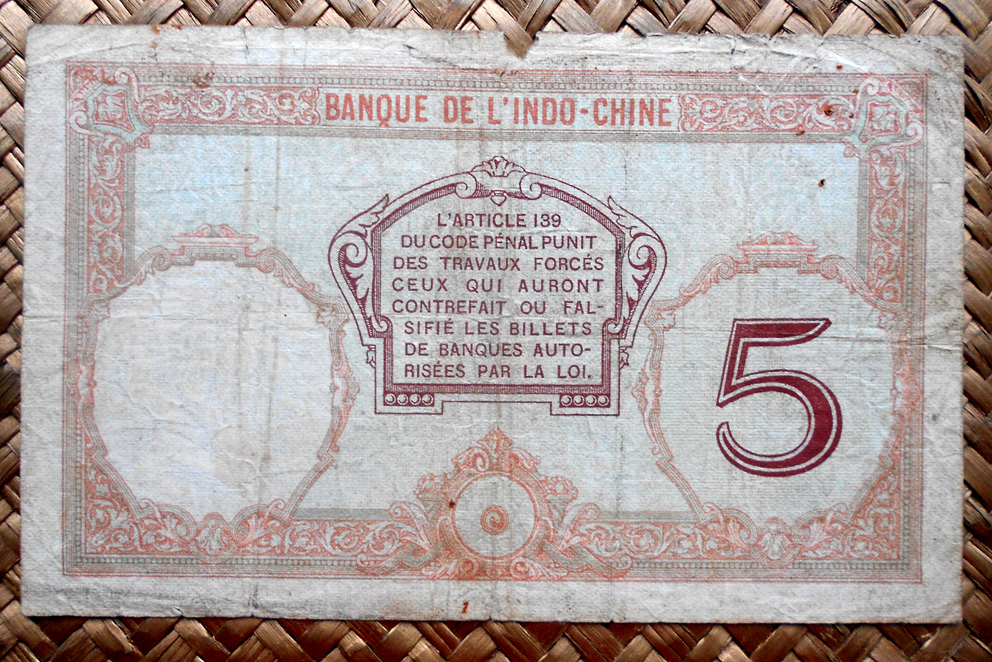 BANQUE DE L'INDO-CHINE
L'ARTICLE 139
DU CODE PÉNAL PUNIT
DES TRAVAUX FORCÉS
CEUX QUI AURONT
CONTREFAIT OU FAL-
SIFIÉ LES BILLETS
DE BANQUES AUTO-
RISÉES PAR LA LOI.
5
1